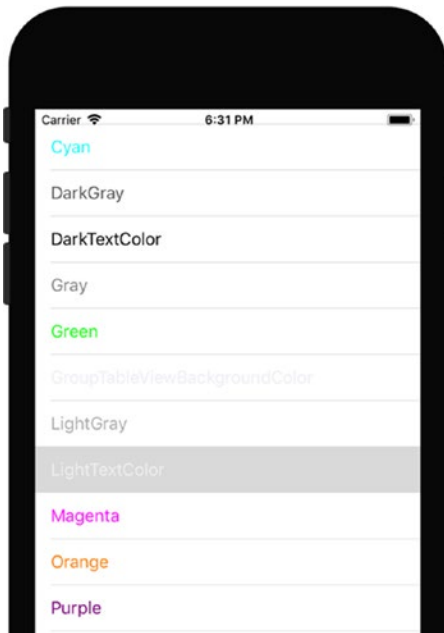 Carrier 6:31 PM
Cyan
DarkGray
DarkTextColor
Gray
Green
GroupTableViewBackgroundColor
LightGray
LightTextColor
Magenta
Orange
Purple